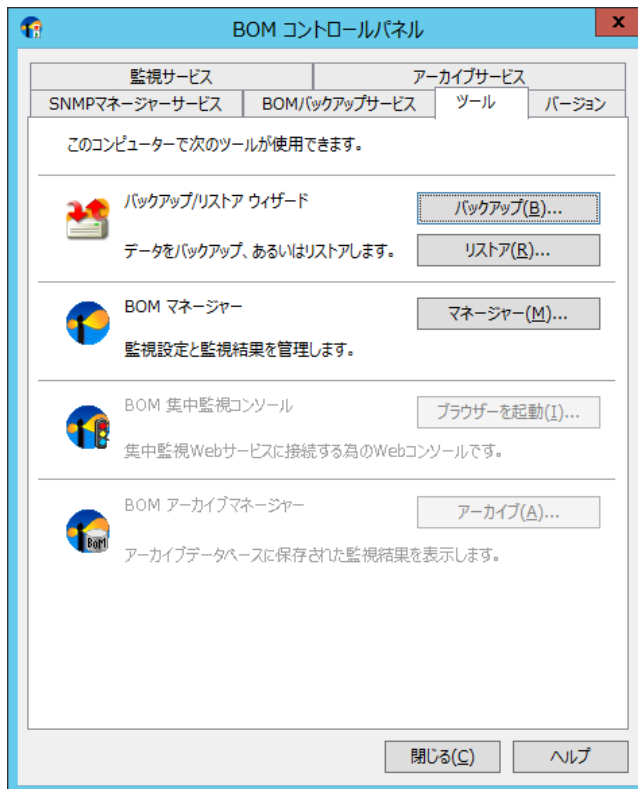 BOM コントロールパネル
x
監視サービス
アーカイブサービス
SNMPマネージャーサービス
BOMバックアップサービス
ツール
バージョン
このコンピューターで次のツールが使用できます。
バックアップ/リストア ウィザード
バックアップ(B)...
データをバックアップ、あるいはリストアします。
リストア(R)...
BOM マネージャー
マネージャー(M)...
監視設定と監視結果を管理します。
BOM 集中監視コンソール
ブラウザーを起動(I)...
集中監視Webサービスに接続する為のWebコンソールです。
BOM アーカイブマネージャー
アーカイブ(A)...
BOM
アーカイブデータベースに保存された監視結果を表示します。
閉じる(C)
ヘルプ